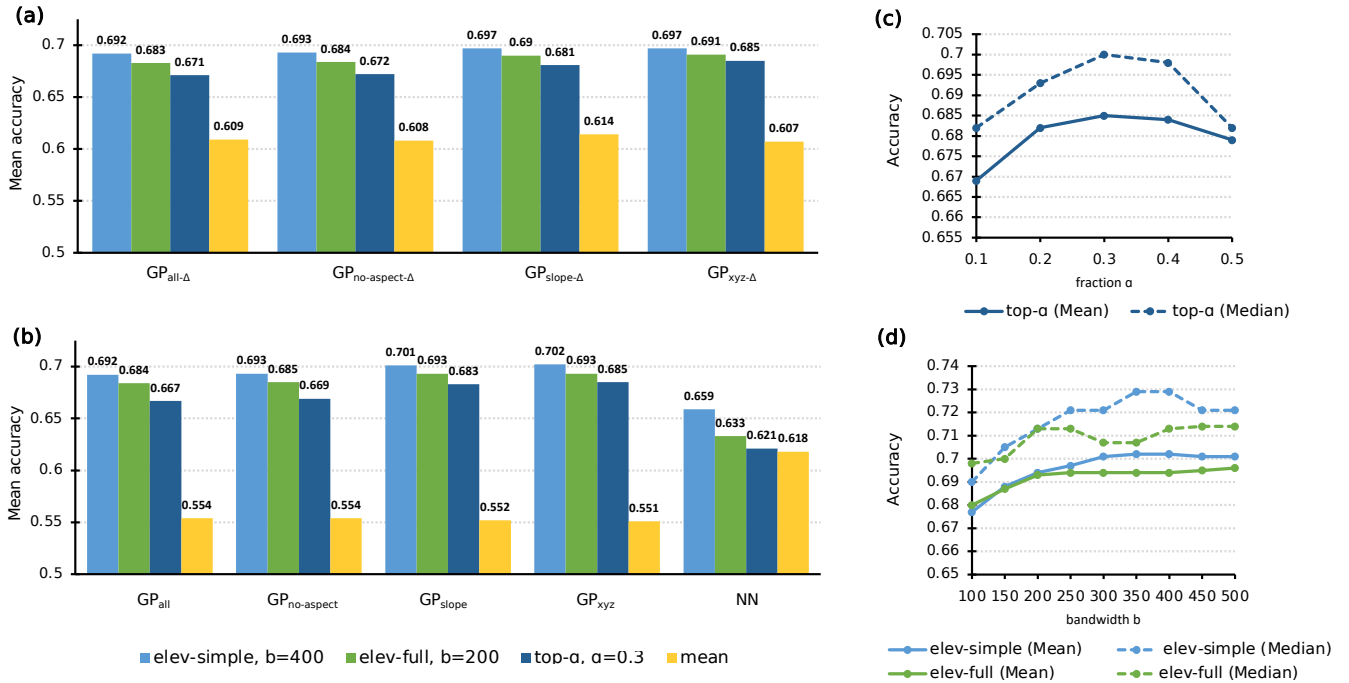 (a)
Mean accuracy
0.7
0.65
0.6
0.55
0.5
0.692
0.683
0.671
0.609
0.693
0.684
0.672
0.608
0.697
0.69
0.681
0.614
0.697
0.691
0.685
0.607
GPall-Δ
GPno-aspect-Δ
GPslope-Δ
GPxyz-Δ
(b)
Mean accuracy
0.7
0.65
0.6
0.55
0.5
0.692
0.684
0.667
0.554
0.693
0.685
0.669
0.554
0.701
0.693
0.683
0.552
0.702
0.693
0.685
0.551
0.659
0.633
0.621
0.618
GPall
GPno-aspect
GPslope
GPxyz
NN
elev-simple, b=400
elev-full, b=200
top-α, α=0.3
mean
(c)
Accuracy
0.705
0.7
0.695
0.69
0.685
0.68
0.675
0.67
0.665
0.66
0.655
0.1 0.2 0.3 0.4 0.5
fraction α
top-α (Mean)
top-α (Median)
(d)
Accuracy
0.74
0.73
0.72
0.71
0.7
0.69
0.68
0.67
0.66
0.65
100 150 200 250 300 350 400 450 500
bandwidth b
elev-simple (Mean)
elev-simple (Median)
elev-full (Mean)
elev-full (Median)